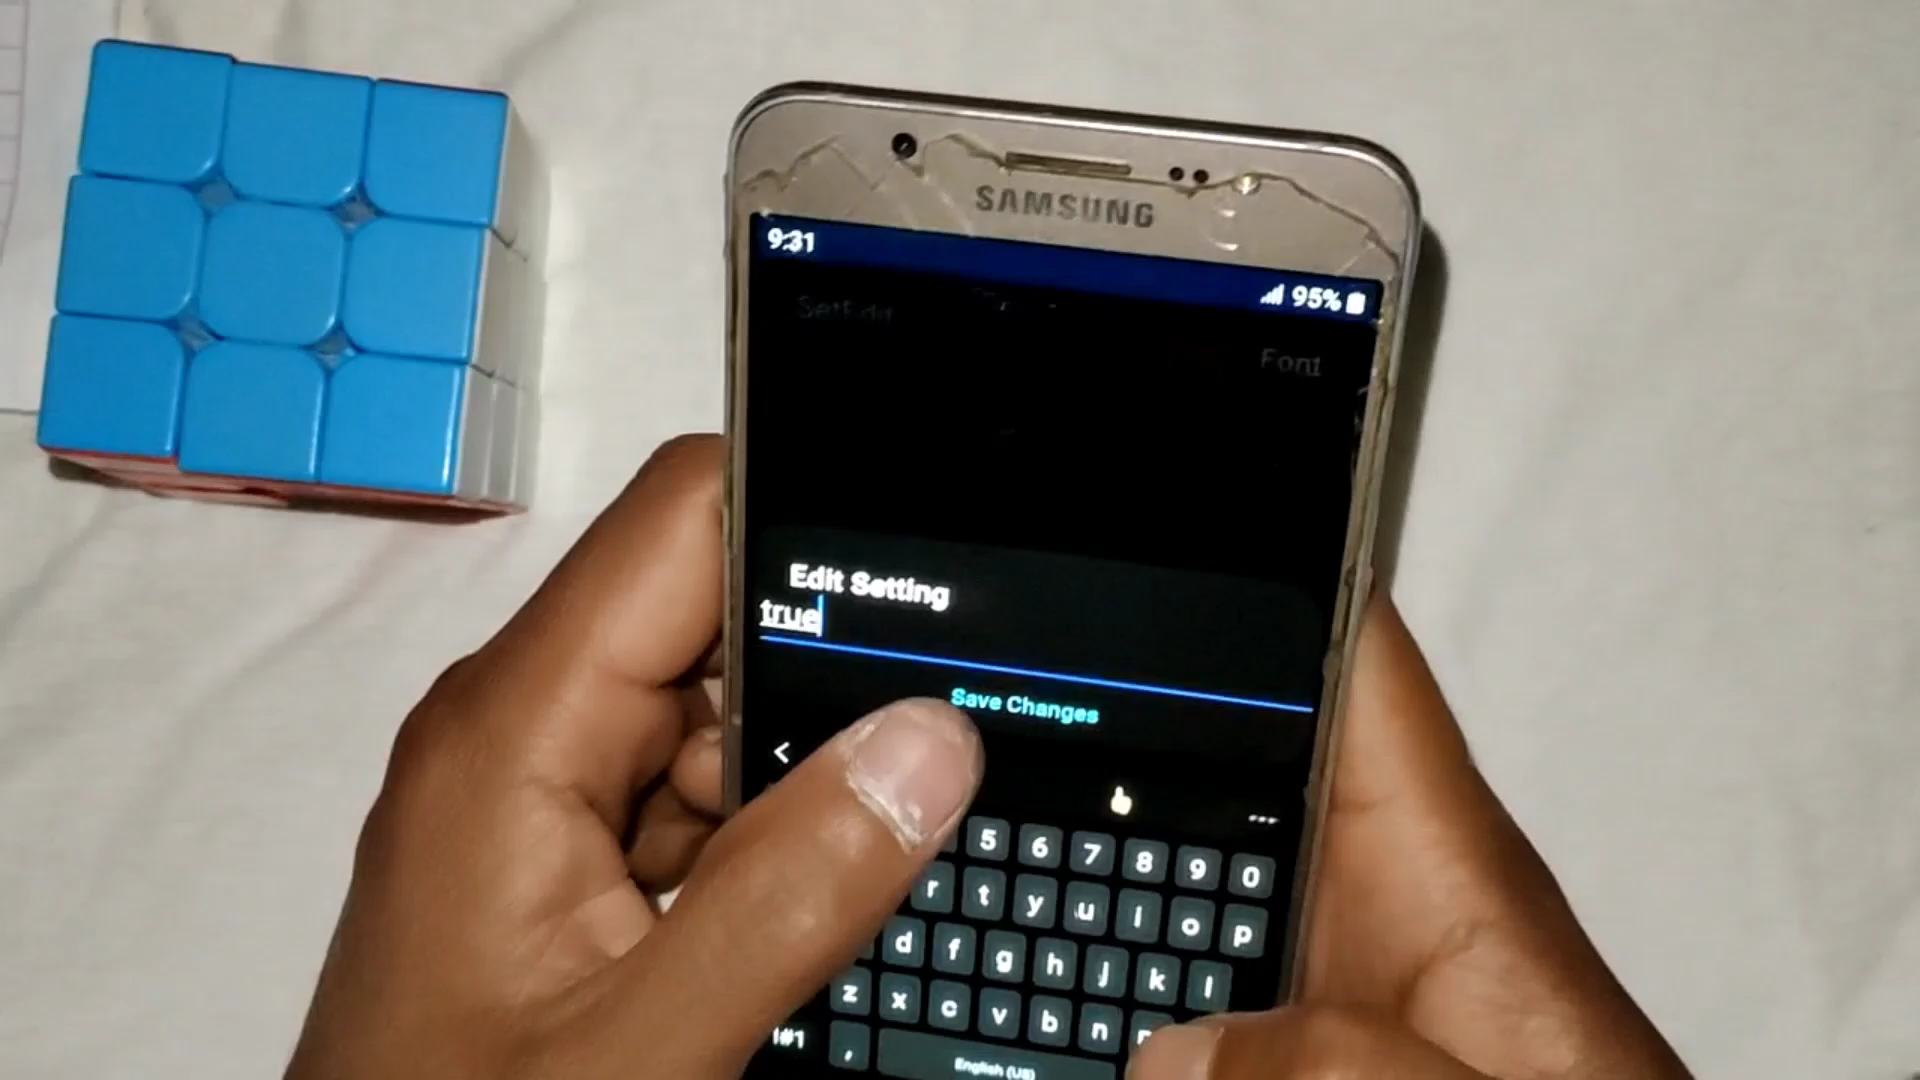 SAMSUNG
9:31
95%
SetEdit
Font
Edit Setting
true
Save Changes
<
...
5 6 7 8 9 0
r t y u i o p
d f g h j k l
z x c v b n
!#1 ,
English (US)